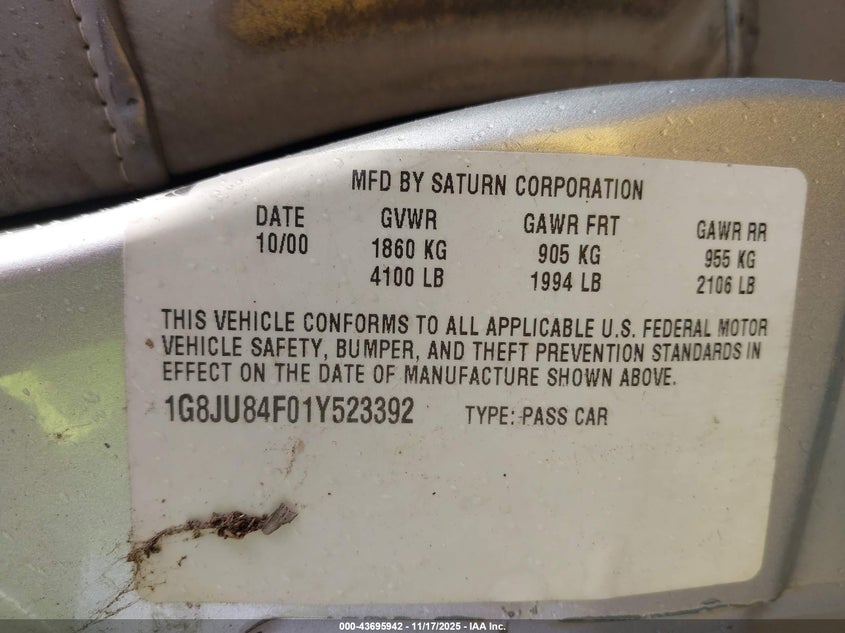 MFD BY SATURN CORPORATION
DATE GVWR GAWR FRT GAWR RR
10/00 1860 KG 905 KG 955 KG
4100 LB 1994 LB 2106 LB
THIS VEHICLE CONFORMS TO ALL APPLICABLE U.S. FEDERAL MOTOR
VEHICLE SAFETY, BUMPER, AND THEFT PREVENTION STANDARDS IN
EFFECT ON THE DATE OF MANUFACTURE SHOWN ABOVE.
1G8JU84F01Y523392 TYPE: PASS CAR
000-43695942 - 11/17/2025 - IAA Inc.